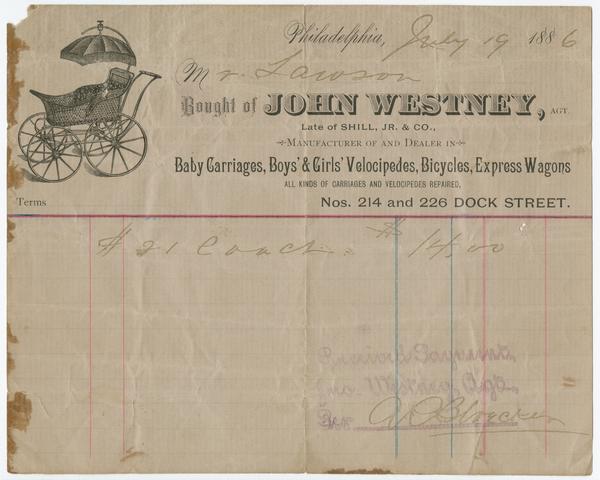 Philadelphia, July 19 1886
Mr. Lawson
Bought of JOHN WESTNEY, AGT.
Late of SHILL, JR. & CO.,
MANUFACTURER OF AND DEALER IN
Baby Carriages, Boys' & Girls' Velocipedes, Bicycles, Express Wagons
ALL KINDS OF CARRIAGES AND VELOCIPEDES REPAIRED,
Terms
Nos. 214 and 226 DOCK STREET.
# 21 Coach. $ 14.00
Received Payment,
Jno. Westney, Agt.
Per